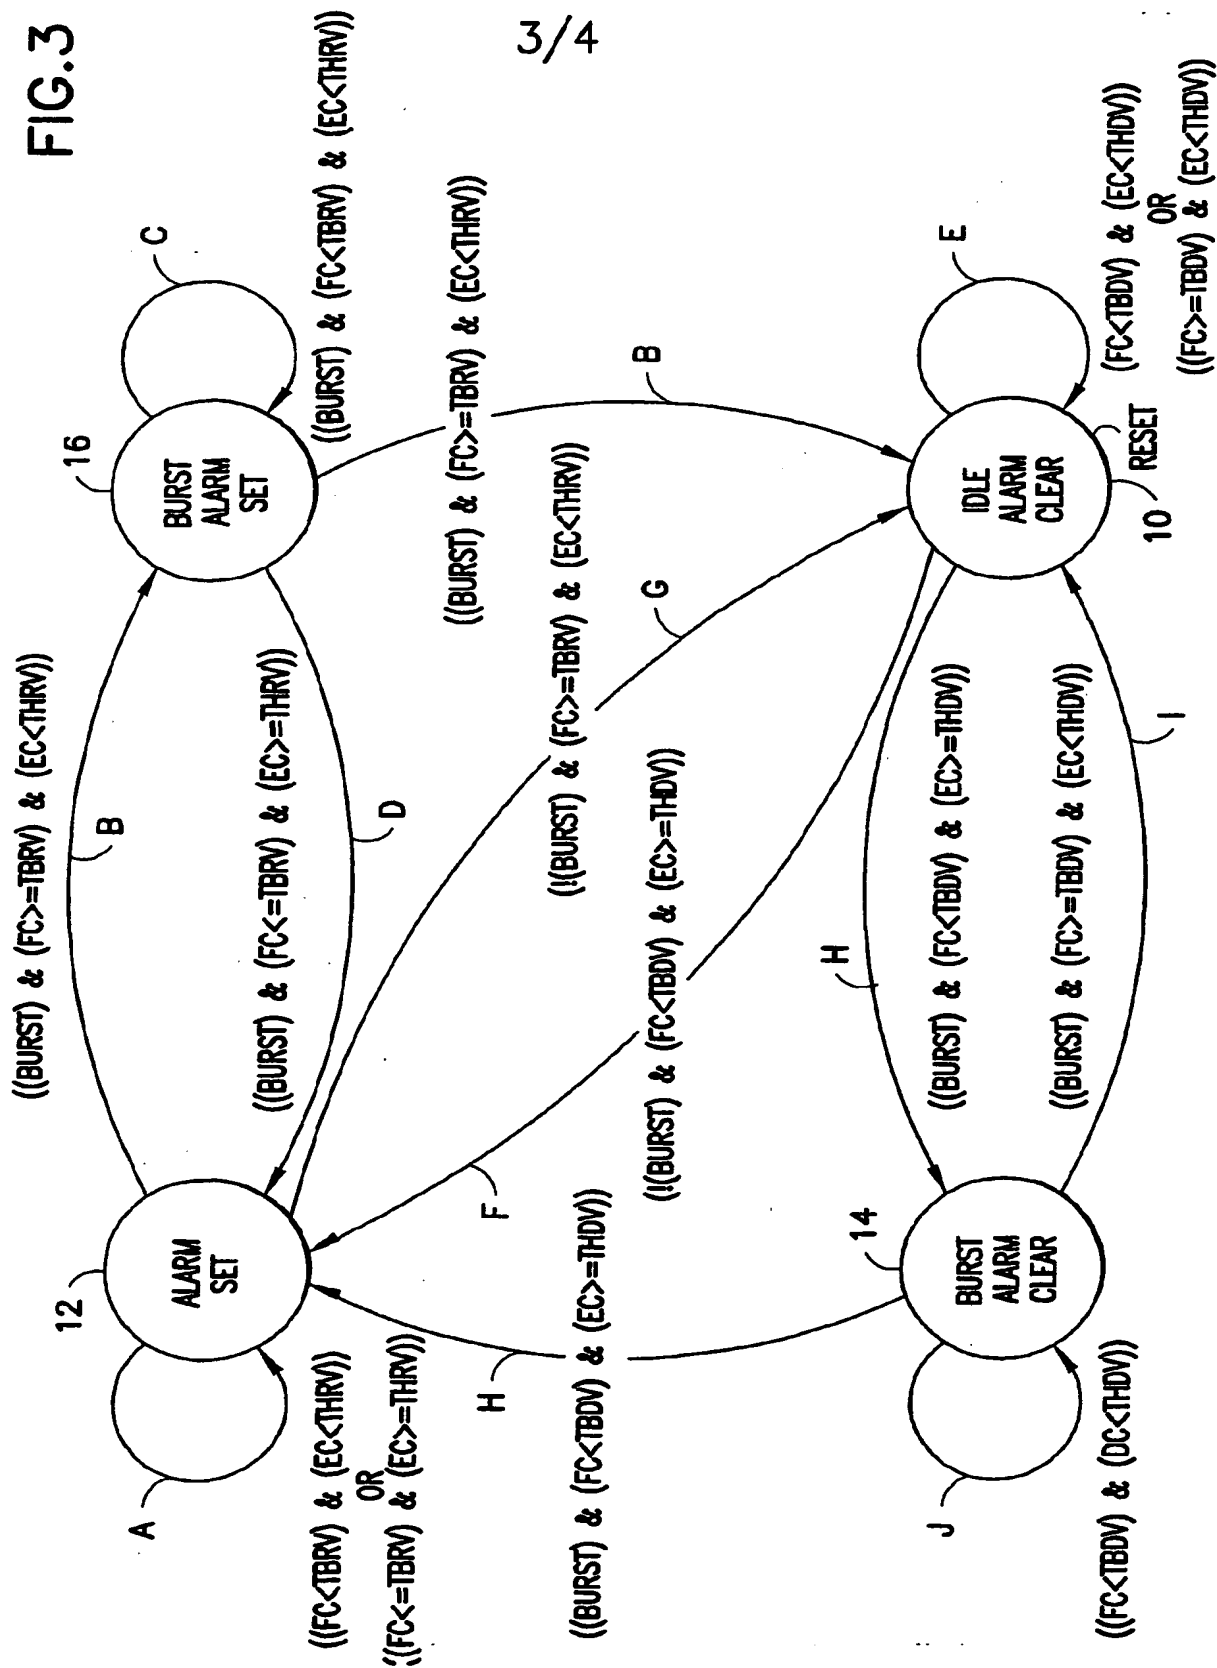 3/4
FIG.3
((BURST) & (FC>=TBRV) & (EC<THRV))
B
12
ALARM
SET
A
((FC<TBRV) & (EC<THRV))
OR
((FC<=TBRV) & (EC>=THRV))
16
BURST
ALARM
SET
C
((BURST) & (FC<TBRV) & (EC<THRV))
D
((BURST) & (FC<=TBRV) & (EC>=THRV))
((BURST) & (FC>=TBRV) & (EC<THRV))
B
(!(BURST) & (FC>=TBRV) & (EC<THRV))
G
F
(!(BURST) & (FC<TBDV) & (EC>=THDV))
H
((BURST) & (FC<TBDV) & (EC>=THDV))
H
((BURST) & (FC<TBDV) & (EC>=THDV))
((BURST) & (FC>=TBDV) & (EC<THDV))
I
14
BURST
ALARM
CLEAR
J
((FC<TBDV) & (DC<THDV))
IDLE
ALARM
CLEAR
10
RESET
E
(FC<TBDV) & (EC<THDV))
OR
((FC>=TBDV) & (EC<THDV))